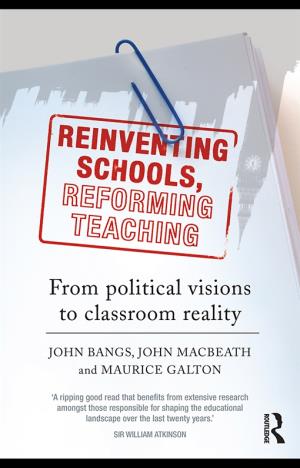 REINVENTING
SCHOOLS,
REFORMING
TEACHING
From political visions
to classroom reality
JOHN BANGS, JOHN MACBEATH
and MAURICE GALTON
‘A ripping good read that benefits from extensive research
amongst those responsible for shaping the educational
landscape over the last twenty years.’
SIR WILLIAM ATKINSON
ROUTLEDGE